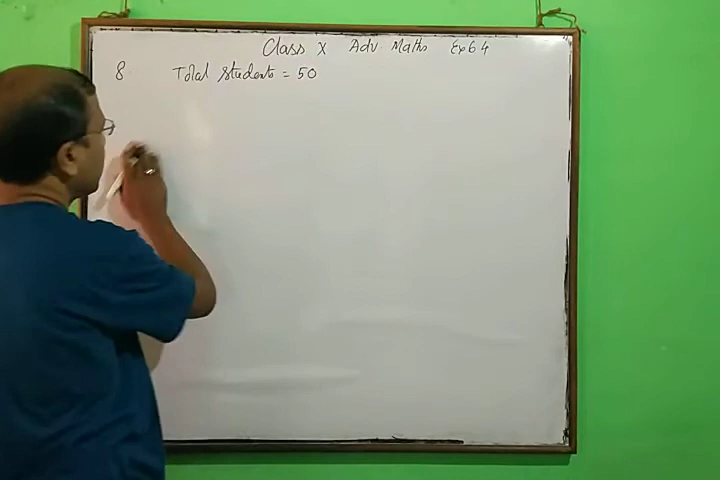 Class X Adv. Maths Ex 6.4
8 Total students = 50